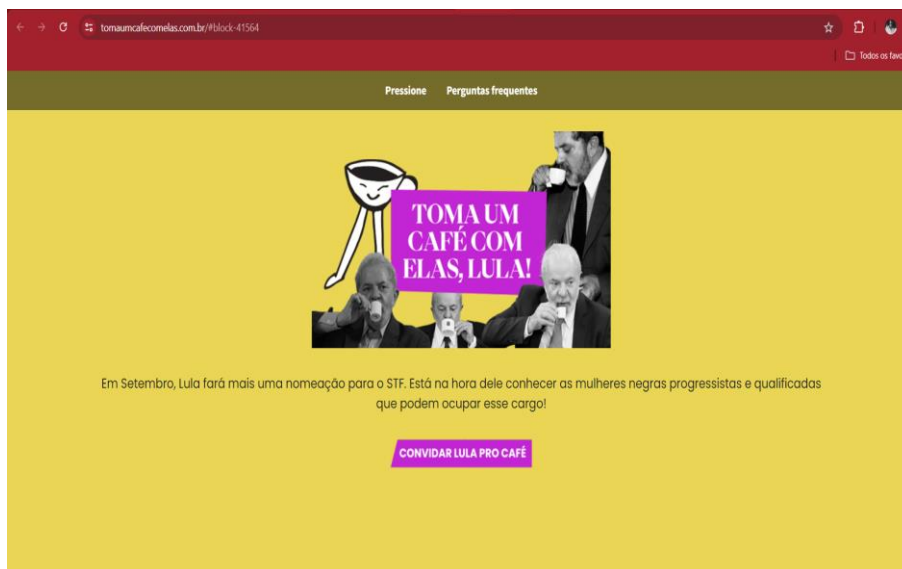 tomaumcafecomelas.com.br/#block-41564
Todos os favo
Pressione Perguntas frequentes
TOMA UM
CAFÉ COM
ELAS, LULA!
Em Setembro, Lula fará mais uma nomeação para o STF. Está na hora dele conhecer as mulheres negras progressistas e qualificadas
que podem ocupar esse cargo!
CONVIDAR LULA PRO CAFÉ